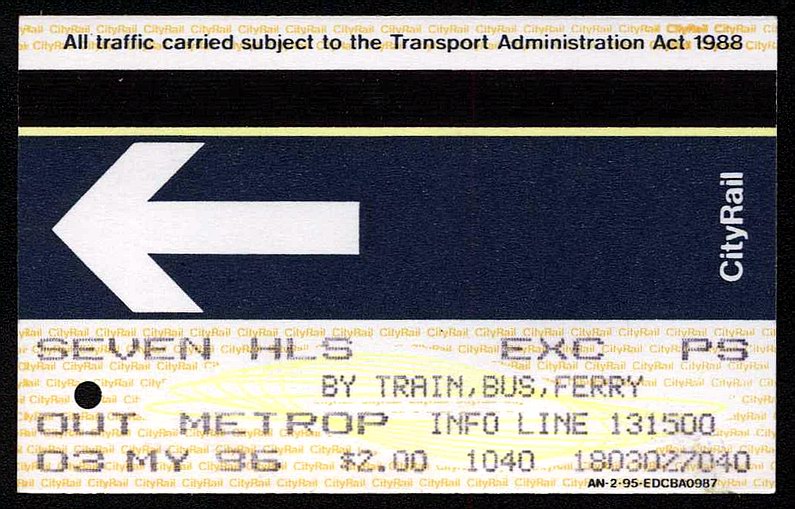 All traffic carried subject to the Transport Administration Act 1988
CityRail
SEVEN HLS EXC PS
BY TRAIN,BUS,FERRY
OUT METROP INFO LINE 131500
03 MY 96 $2.00 1040 1803027040
AN-2-95-EDCBA0987